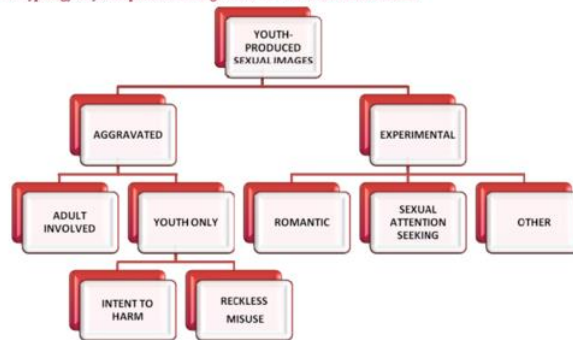 YOUTH-
PRODUCED
SEXUAL IMAGES
AGGRAVATED
EXPERIMENTAL
ADULT
INVOLVED
YOUTH ONLY
ROMANTIC
SEXUAL
ATTENTION
SEEKING
OTHER
INTENT TO
HARM
RECKLESS
MISUSE